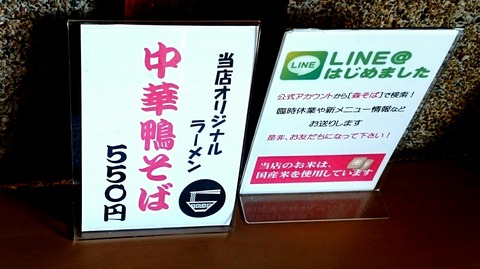 当店オリジナル
ラーメン
中華鴨そば
550円
LINE
LINE@
はじめました
公式アカウントから[森そば]で検索!
臨時休業や新メニュー情報など
お送りします
是非、お友だちになって下さい!
当店のお米は、
国産米を使用しています